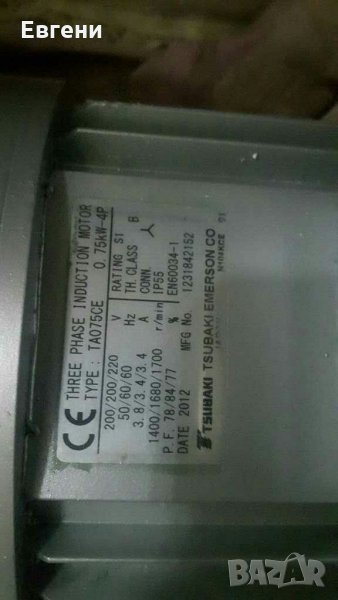 Евгени
CE THREE PHASE INDUCTION MOTOR
TYPE: TA075CE 0.75kW-4P
200/200/220 V RATING S1
50/60/60 Hz TH.CLASS B
3.8/3.4/3.4 A CONN.
1400/1680/1700 r/min IP55
P.F. 78/84/77 % EN60034-1
DATE 2012 MFG No. 1231842152
TSUBAKI TSUBAKI EMERSON CO.
BAZAR.bg